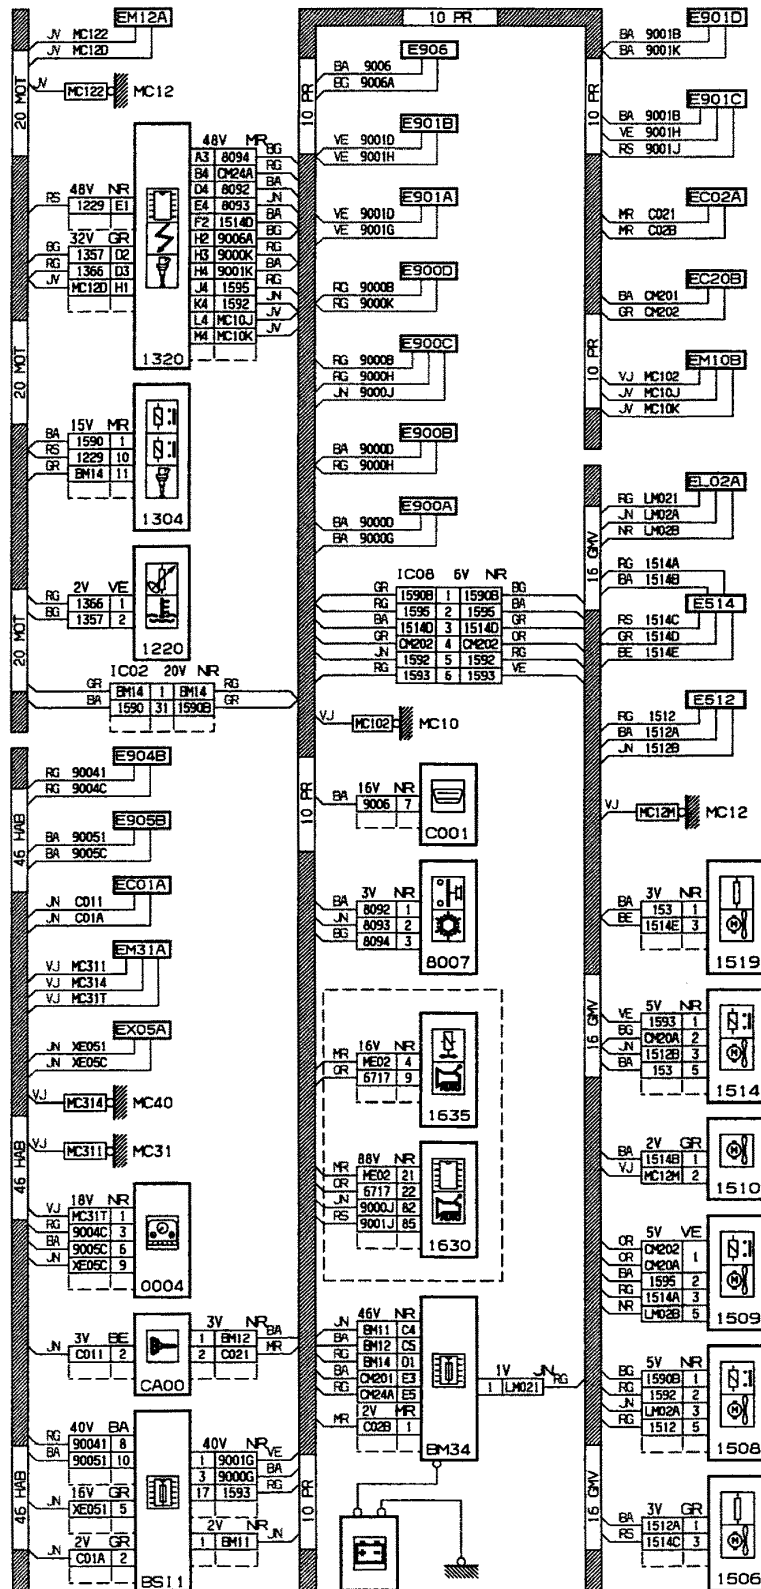 10 PR
EM12A
JV MC122
JV MC12D
20 MOT
JV MC122 MC12
48V MR
A3 8094 BG
B4 CM24A RG
D4 8092 BA
E4 8093 JN
F2 1514D BA
H2 9006A BG
H3 9000K RG
H4 9001K BA
J4 1595 RG
K4 1592 JN
L4 MC10J JV
M4 MC10K JV
48V NR
RS 1229 E1
32V GR
BG 1357 D2
RG 1366 D3
JV MC12D H1
1320
20 MOT
15V MR
BA 1590 1
RS 1229 10
GR BM14 11
1304
2V VE
RG 1366 1
BG 1357 2
1220
20 MOT
IC02 20V NR
GR BM14 1 BM14 RG
BA 1590 31 1590B GR
E904B
RG 90041
RG 9004C
46 HAB
E905B
BA 90051
BA 9005C
EC01A
JN C011
JN C01A
EM31A
VJ MC311
VJ MC314
VJ MC31T
EX05A
JN XE051
JN XE05C
VJ MC314 MC40
46 HAB
VJ MC311 MC31
18V NR
VJ MC31T 1
RG 9004C 3
BA 9005C 6
JN XE05C 9
0004
3V BE
JN C011 2
3V NR
1 BM12 BA
2 C021 MR
CA00
40V BA
RG 90041 8
BA 90051 10
46 HAB
16V GR
JN XE051 5
2V GR
JN C01A 2
40V NR
1 9001G VE
3 9000G BA
17 1593 RG
2V NR
1 BM11 JN
BSI1
10 PR
E906
BA 9006
BG 9006A
E901B
VE 9001D
VE 9001H
E901A
VE 9001D
VE 9001G
E900D
RG 9000B
RG 9000K
E900C
RG 9000B
RG 9000H
JN 9000J
E900B
BA 9000D
RG 9000H
E900A
BA 9000D
BA 9000G
IC08 6V NR
GR 1590B 1 1590B BG
RG 1595 2 1595 BA
BA 1514D 3 1514D GR
GR CM202 4 CM202 OR
JN 1592 5 1592 RG
RG 1593 6 1593 VE
VJ MC102 MC10
10 PR
16V NR
BA 9006 7
C001
3V NR
BA 8092 1
JN 8093 2
BG 8094 3
8007
16V NR
MR ME02 4
OR 6717 9
AUTO
1635
88V NR
MR ME02 21
OR 6717 22
JN 9000J 82
RS 9001J 85
AUTO
1630
46V NR
JN BM11 C4
BA BM12 C5
RG BM14 D1
BA CM201 E3
RG CM24A E5
12V MR
MR C02B 1
1V JN
1 LM021 RG
BM34
10 PR
10 PR
E901D
BA 9001B
BA 9001K
E901C
BA 9001B
VE 9001H
RS 9001J
EC02A
MR C021
MR C02B
EC20B
BA CM201
GR CM202
10 PR
EM10B
VJ MC102
JV MC10J
JV MC10K
EL02A
RG LM021
JN LM02A
NR LM02B
16 GMV
RG 1514A
BA 1514B
E514
RS 1514C
GR 1514D
BE 1514E
E512
RG 1512
BA 1512A
JN 1512B
VJ MC12M MC12
3V NR
BA 153 1
BE 1514E 3
M
1519
16 GMV
5V NR
VE 1593 1
BG CM20A 2
JN 1512B 3
BA 153 5
M
1514
2V GR
BA 1514B 1
VJ MC12M 2
M
1510
5V VE
OR CM202
OR CM20A 1
BA 1595 2
RG 1514A 3
NR LM02B 5
M
1509
5V NR
BG 1590B 1
RG 1592 2
JN LM02A 3
RG 1512 5
M
1508
16 GMV
3V GR
BA 1512A 1
RS 1514C 3
M
1506